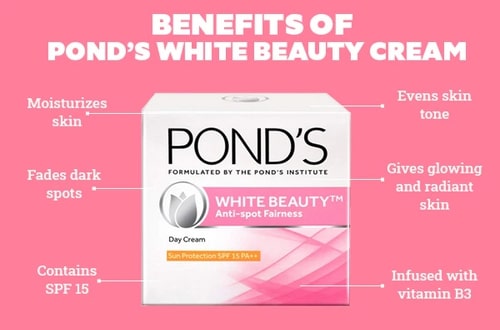 BENEFITS OF
POND'S WHITE BEAUTY CREAM
Moisturizes
skin
Evens skin
tone
Fades dark
spots
Gives glowing
and radiant
skin
Contains
SPF 15
Infused with
vitamin B3
POND'S
FORMULATED BY THE POND'S INSTITUTE
WHITE BEAUTY™
Anti-spot Fairness
Day Cream
Sun Protection SPF 15 PA++